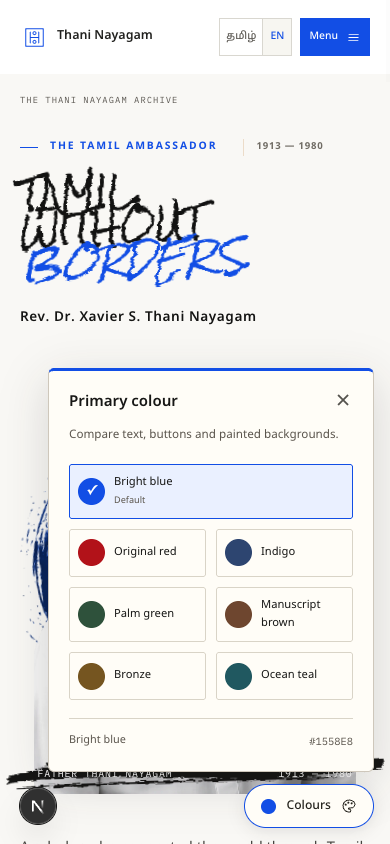 Thani Nayagam
தமிழ்
EN
Menu
THE THANI NAYAGAM ARCHIVE
THE TAMIL AMBASSADOR
1913 — 1980
TAMIL
WITHOUT
BORDERS
Rev. Dr. Xavier S. Thani Nayagam
Primary colour
Compare text, buttons and painted backgrounds.
Bright blue
Default
Original red
Indigo
Palm green
Manuscript
brown
Bronze
Ocean teal
Bright blue
#1558E8
FATHER THANI NAYAGAM
1913 — 1980
N
Colours